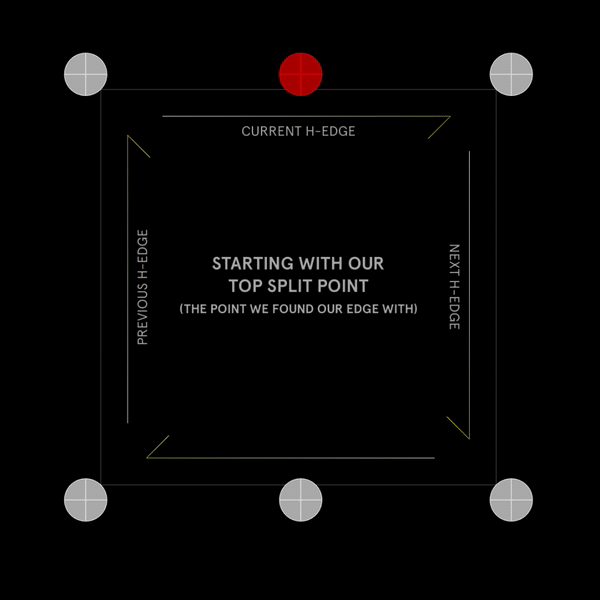 CURRENT H-EDGE
PREVIOUS H-EDGE
STARTING WITH OUR
TOP SPLIT POINT
(THE POINT WE FOUND OUR EDGE WITH)
NEXT H-EDGE